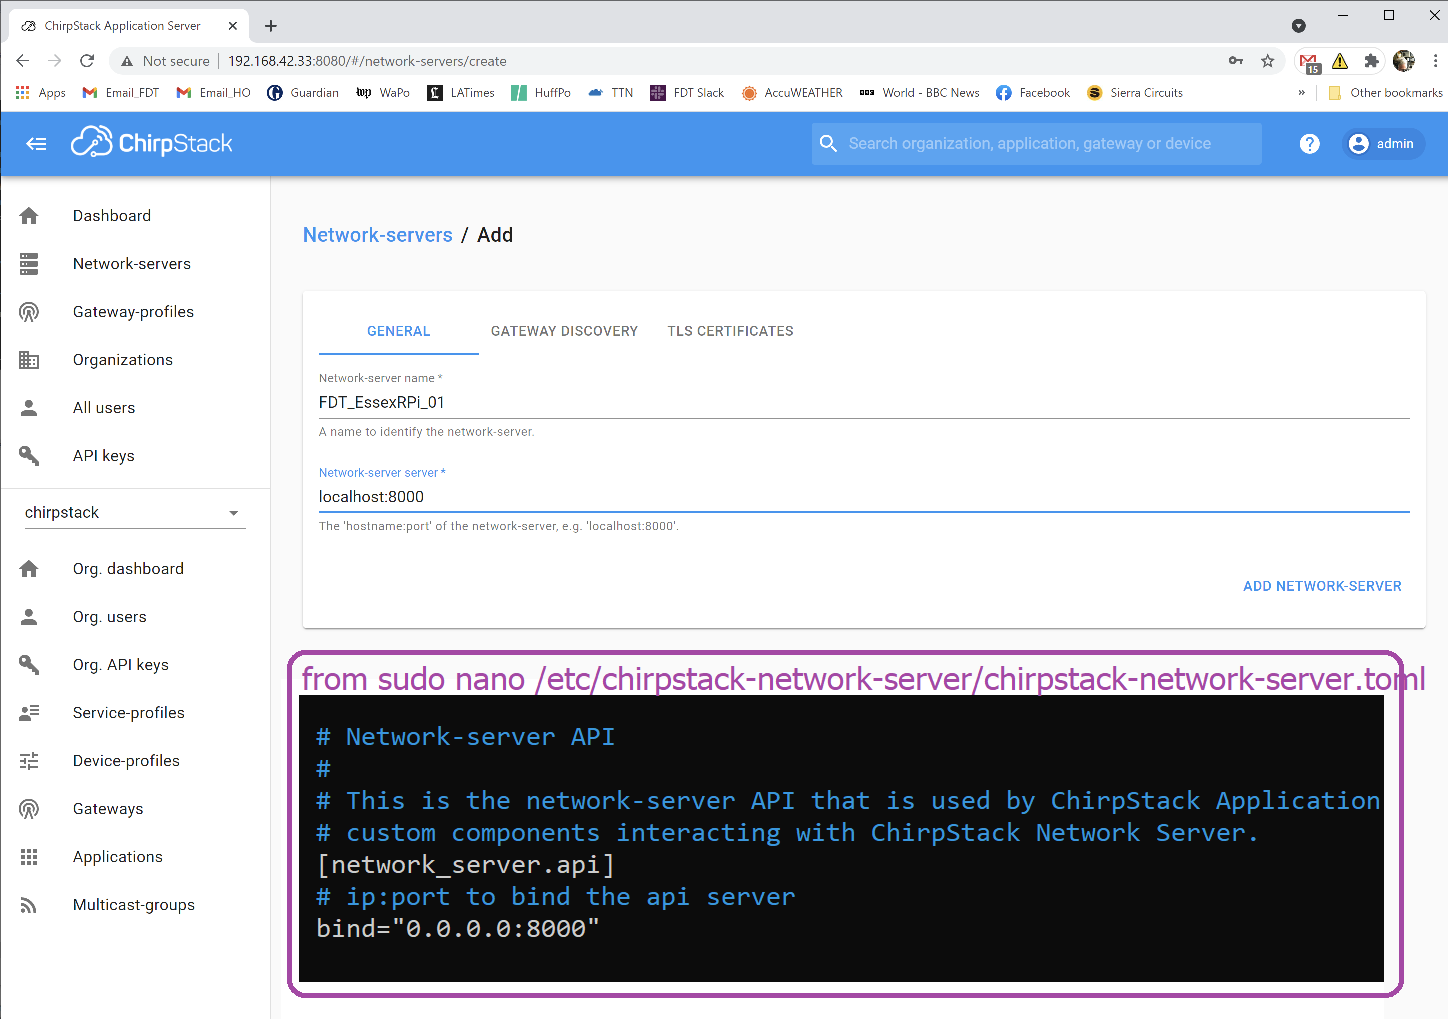 ChirpStack Application Server
Not secure
192.168.42.33:8080/#/network-servers/create
15
Apps
Email_FDT
Email_HO
Guardian
wp
WaPo
LATimes
HuffPo
TTN
FDT Slack
AccuWEATHER
BBC
World - BBC News
Facebook
Sierra Circuits
»
Other bookmarks
ChirpStack
Search organization, application, gateway or device
?
admin
Dashboard
Network-servers
Gateway-profiles
Organizations
All users
API keys
chirpstack
Org. dashboard
Org. users
Org. API keys
Service-profiles
Device-profiles
Gateways
Applications
Multicast-groups
Network-servers / Add
GENERAL
GATEWAY DISCOVERY
TLS CERTIFICATES
Network-server name *
FDT_EssexRPi_01
A name to identify the network-server.
Network-server server *
localhost:8000
The 'hostname:port' of the network-server, e.g. 'localhost:8000'.
ADD NETWORK-SERVER
from sudo nano /etc/chirpstack-network-server/chirpstack-network-server.toml
# Network-server API
#
# This is the network-server API that is used by ChirpStack Application
# custom components interacting with ChirpStack Network Server.
[network_server.api]
# ip:port to bind the api server
bind="0.0.0.0:8000"